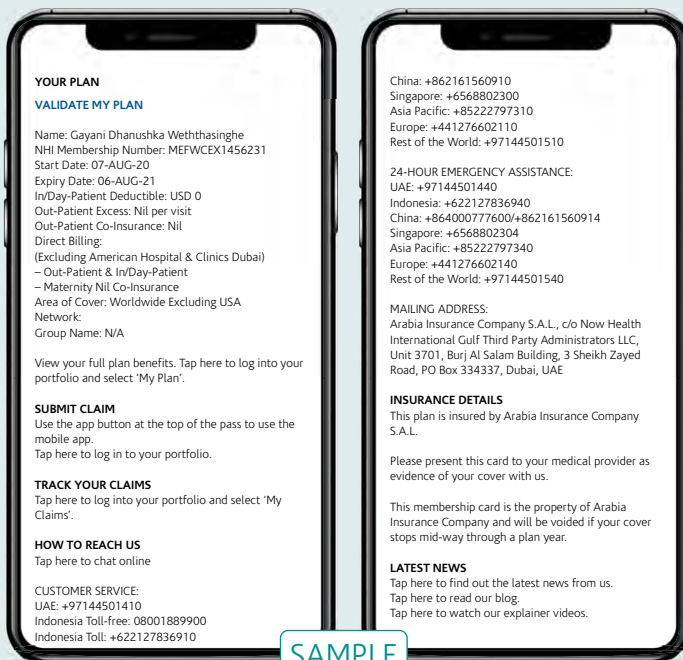 YOUR PLAN
VALIDATE MY PLAN
Name: Gayani Dhanushka Weththasinghe
NHI Membership Number: MEFWCEX1456231
Start Date: 07-AUG-20
Expiry Date: 06-AUG-21
In/Day-Patient Deductible: USD 0
Out-Patient Excess: Nil per visit
Out-Patient Co-Insurance: Nil
Direct Billing:
(Excluding American Hospital & Clinics Dubai)
– Out-Patient & In/Day-Patient
– Maternity Nil Co-Insurance
Area of Cover: Worldwide Excluding USA
Network:
Group Name: N/A
View your full plan benefits. Tap here to log into your
portfolio and select ‘My Plan’.
SUBMIT CLAIM
Use the app button at the top of the pass to use the
mobile app.
Tap here to log in to your portfolio.
TRACK YOUR CLAIMS
Tap here to log into your portfolio and select ‘My
Claims’.
HOW TO REACH US
Tap here to chat online
CUSTOMER SERVICE:
UAE: +97144501410
Indonesia Toll-free: 08001889900
Indonesia Toll: +622127836910
China: +862161560910
Singapore: +6568802300
Asia Pacific: +85222797310
Europe: +441276602110
Rest of the World: +97144501510
24-HOUR EMERGENCY ASSISTANCE:
UAE: +97144501440
Indonesia: +622127836940
China: +864000777600/+862161560914
Singapore: +6568802304
Asia Pacific: +85222797340
Europe: +441276602140
Rest of the World: +97144501540
MAILING ADDRESS:
Arabia Insurance Company S.A.L., c/o Now Health
International Gulf Third Party Administrators LLC,
Unit 3701, Burj Al Salam Building, 3 Sheikh Zayed
Road, PO Box 334337, Dubai, UAE
INSURANCE DETAILS
This plan is insured by Arabia Insurance Company
S.A.L.
Please present this card to your medical provider as
evidence of your cover with us.
This membership card is the property of Arabia
Insurance Company and will be voided if your cover
stops mid-way through a plan year.
LATEST NEWS
Tap here to find out the latest news from us.
Tap here to read our blog.
Tap here to watch our explainer videos.
SAMPLE